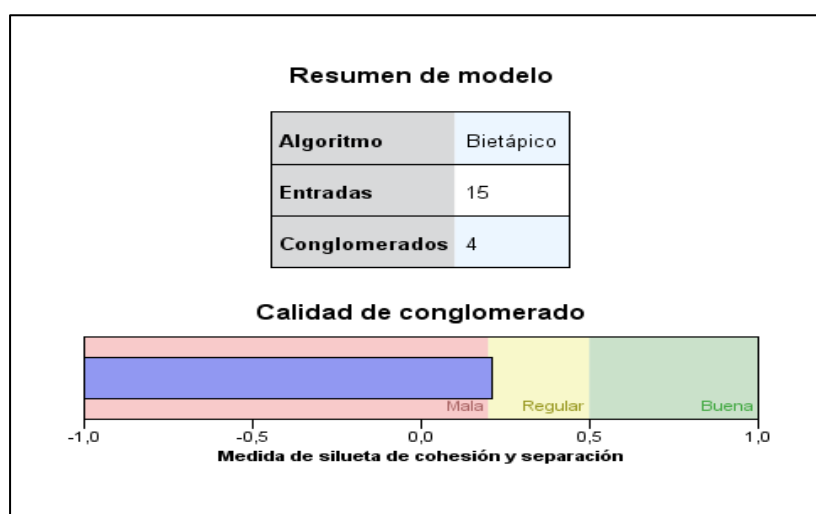 Resumen de modelo
Algoritmo Bietápico
Entradas 15
Conglomerados 4
Calidad de conglomerado
Mala Regular Buena
-1,0 -0,5 0,0 0,5 1,0
Medida de silueta de cohesión y separación